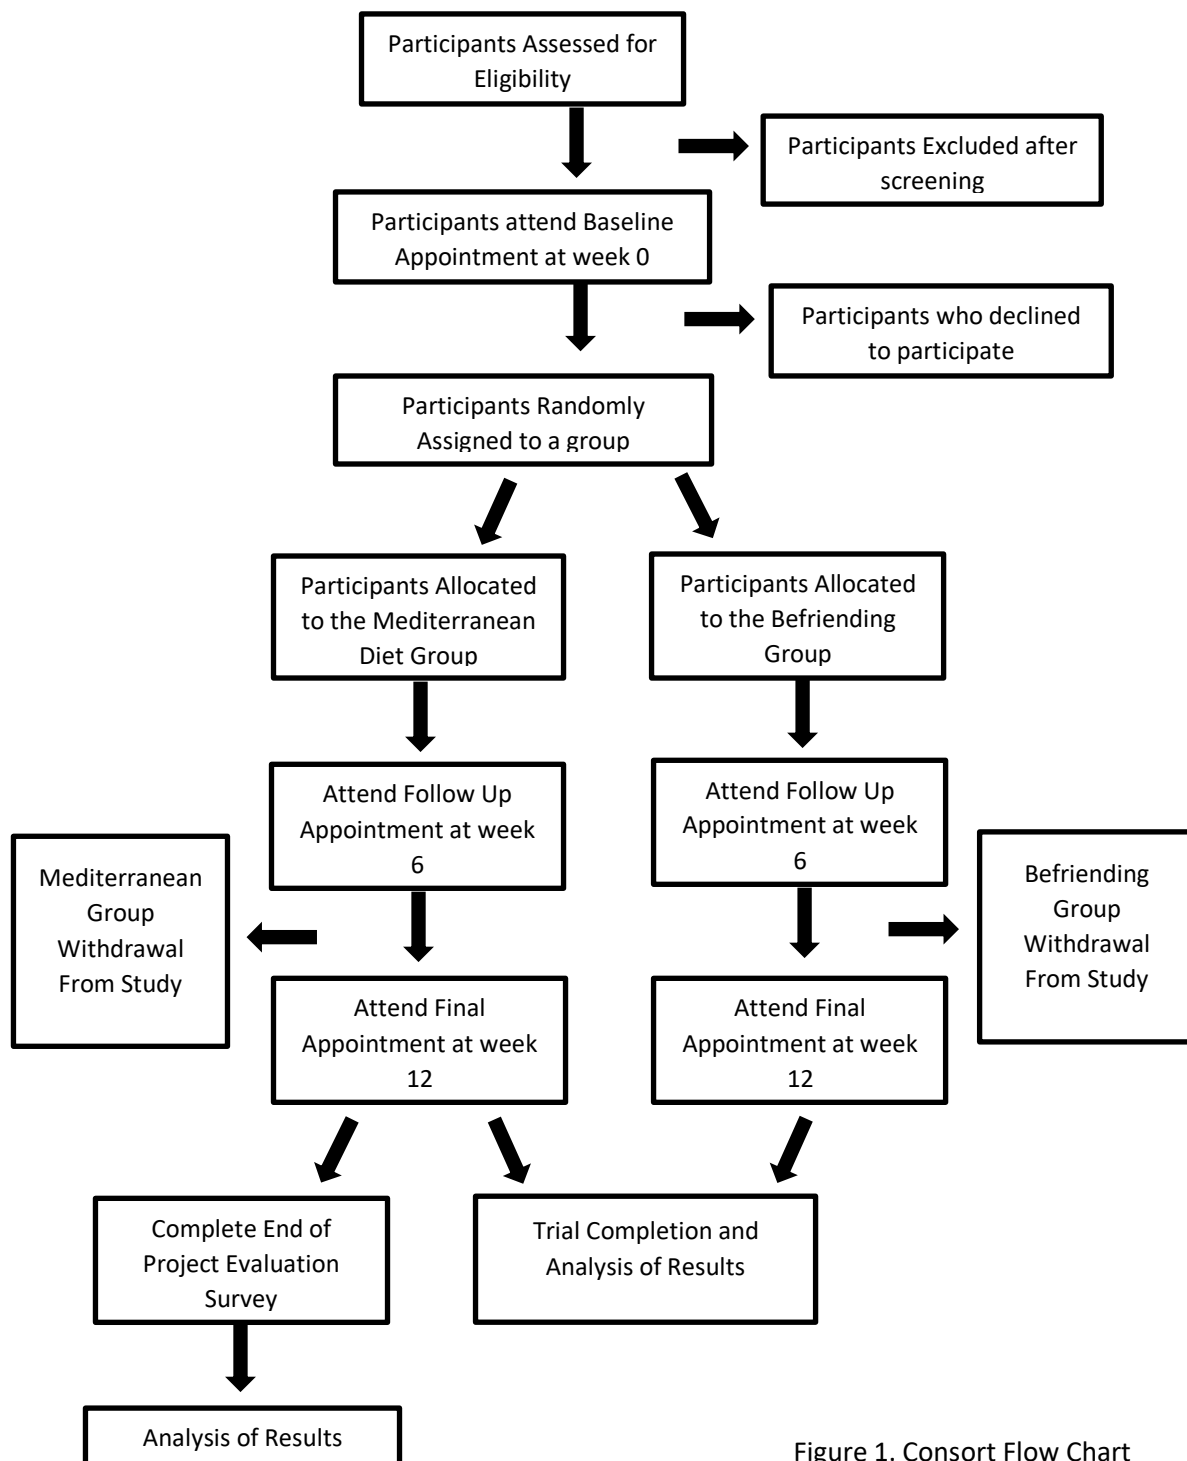 Participants Assessed for
Eligibility
Participants Excluded after
screening
Participants attend Baseline
Appointment at week 0
Participants who declined
to participate
Participants Randomly
Assigned to a group
Participants Allocated
to the Mediterranean
Diet Group
Participants Allocated
to the Befriending
Group
Attend Follow Up
Appointment at week
6
Attend Follow Up
Appointment at week
6
Mediterranean
Group
Withdrawal
From Study
Befriending
Group
Withdrawal
From Study
Attend Final
Appointment at week
12
Attend Final
Appointment at week
12
Complete End of
Project Evaluation
Survey
Trial Completion and
Analysis of Results
Analysis of Results
Figure 1. Consort Flow Chart